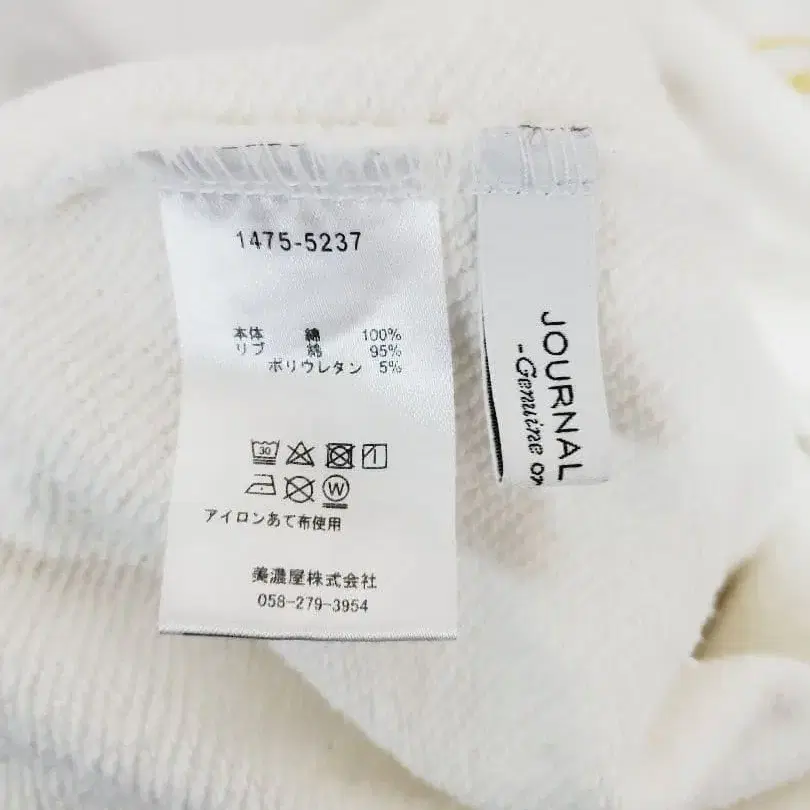 1475-5237
本体 綿 100%
リブ 綿 95%
ポリウレタン 5%
30
W
アイロンあて布使用
美濃屋株式会社
058-279-3954
JOURNAL
-Genuine on